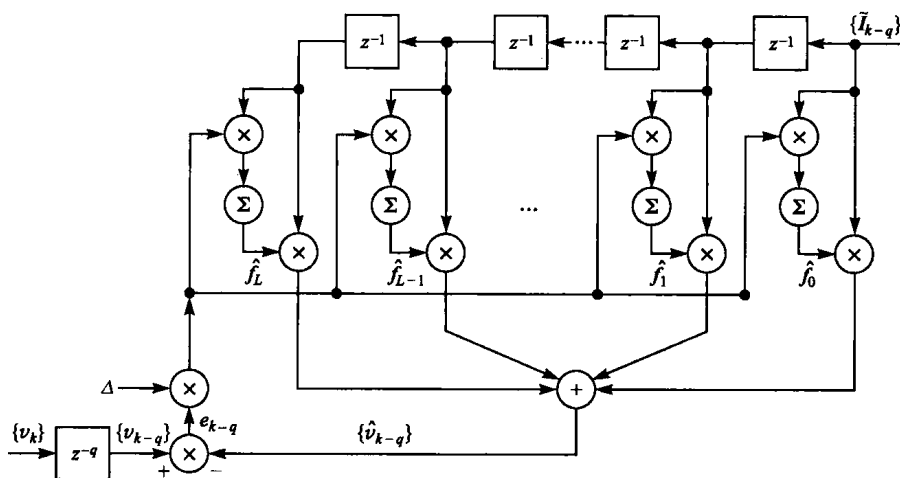 z⁻¹ z⁻¹ z⁻¹ z⁻¹ {Ĩ_{k−q}}
× × × ×
Σ Σ ... Σ Σ
× × × ×
f̂_L f̂_{L−1} f̂_1 f̂_0
Δ × +
e_{k−q}
{v_k} {v_{k−q}} {v̂_{k−q}}
z^{−q} × + −